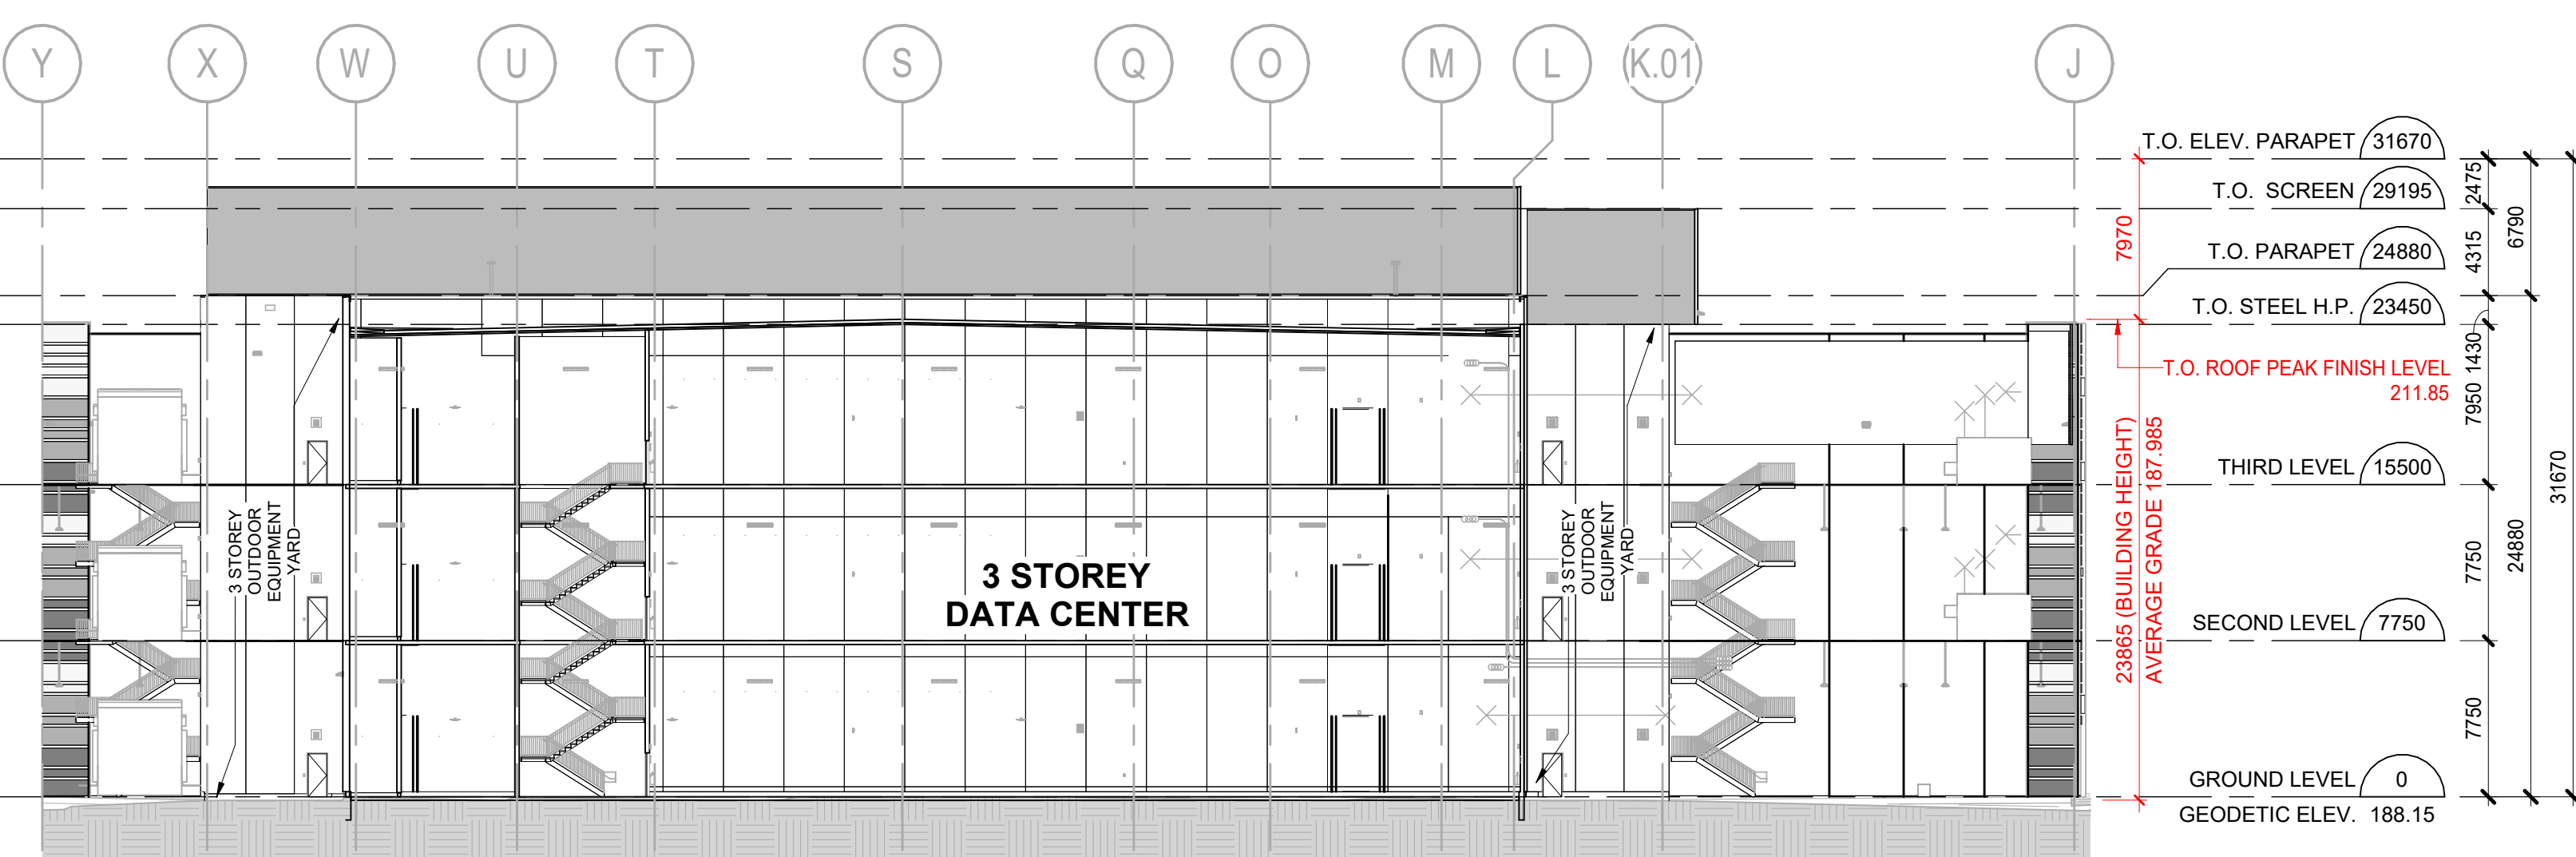 Y X W U T S Q O M L K.01 J
T.O. ELEV. PARAPET 31670
T.O. SCREEN 29195
T.O. PARAPET 24880
T.O. STEEL H.P. 23450
T.O. ROOF PEAK FINISH LEVEL
211.85
THIRD LEVEL 15500
SECOND LEVEL 7750
GROUND LEVEL 0
GEODETIC ELEV. 188.15
7970
23865 (BUILDING HEIGHT)
AVERAGE GRADE 187.985
2475
4315
1430
7950
7750
7750
6790
24880
31670
3 STOREY
OUTDOOR
EQUIPMENT
YARD
3 STOREY
DATA CENTER
3 STOREY
OUTDOOR
EQUIPMENT
YARD